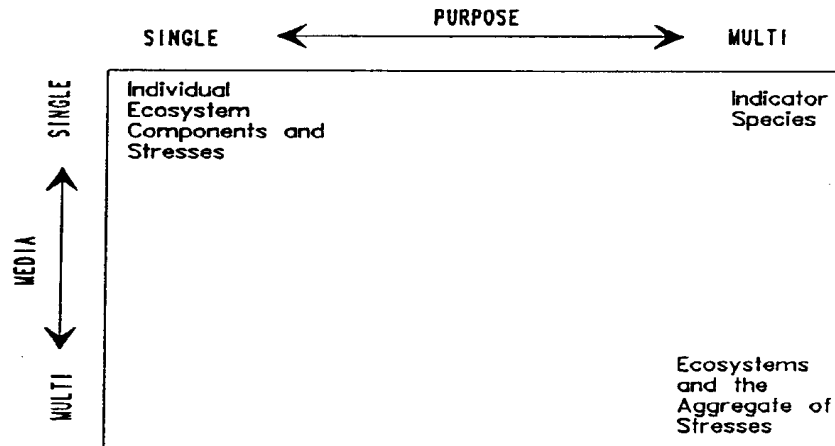 PURPOSE
SINGLE MULTI
SINGLE
MEDIA
MULTI
Individual
Ecosystem
Components and
Stresses
Indicator
Species
Ecosystems
and the
Aggregate of
Stresses